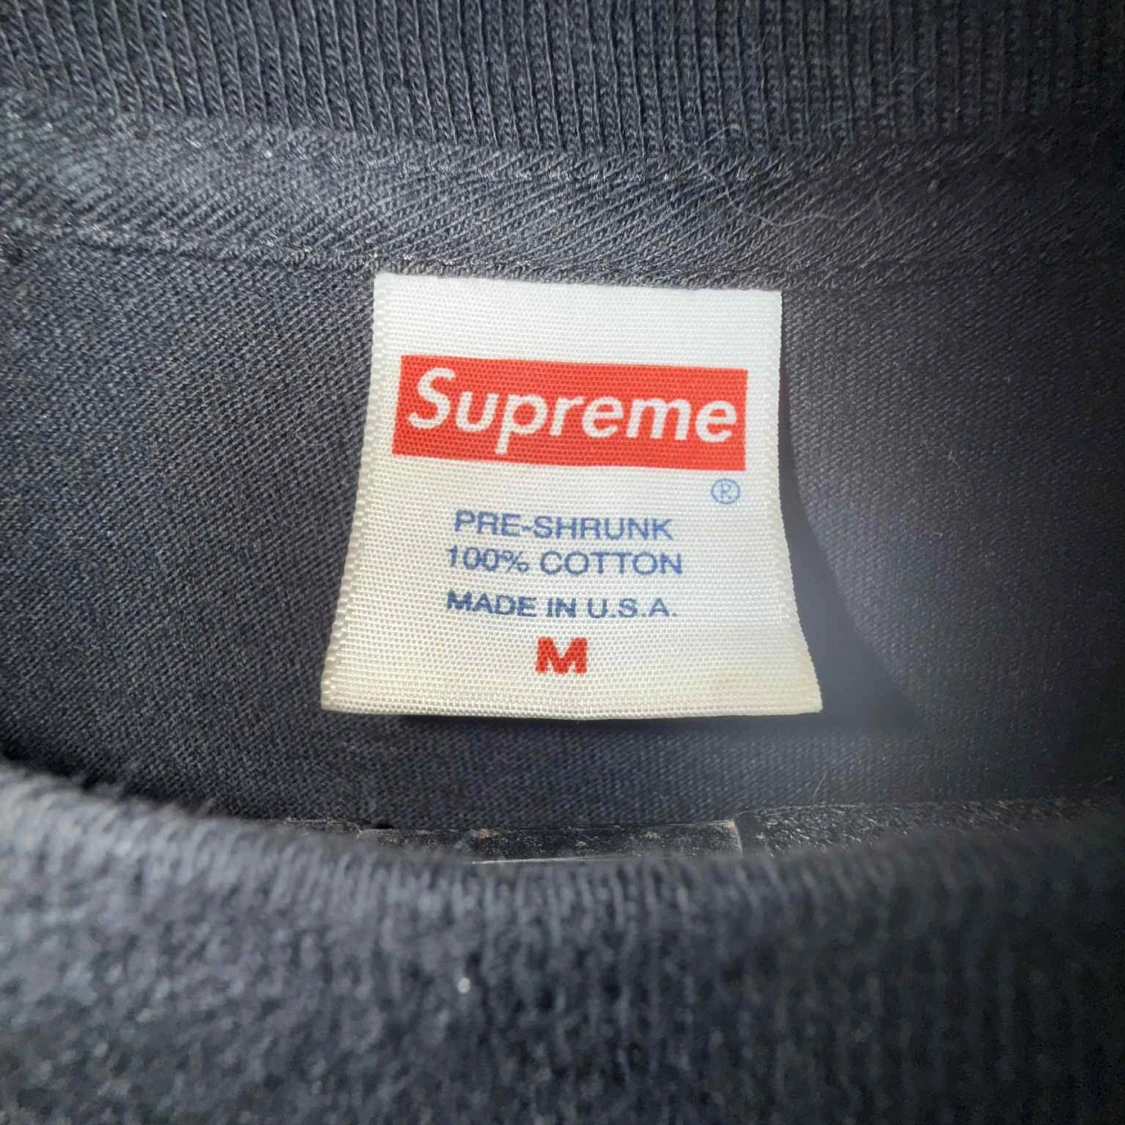 Supreme
®
PRE-SHRUNK
100% COTTON
MADE IN U.S.A.
M